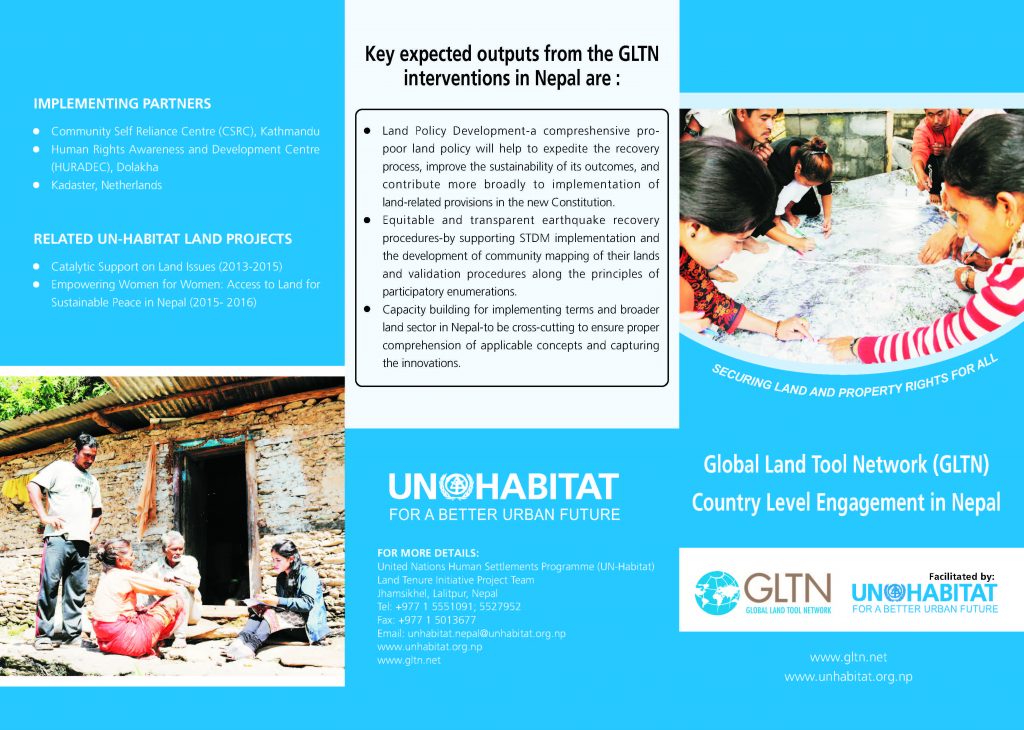 IMPLEMENTING PARTNERS
● Community Self Reliance Centre (CSRC), Kathmandu
● Human Rights Awareness and Development Centre
(HURADEC), Dolakha
● Kadaster, Netherlands
RELATED UN-HABITAT LAND PROJECTS
● Catalytic Support on Land Issues (2013-2015)
● Empowering Women for Women: Access to Land for
Sustainable Peace in Nepal (2015- 2016)
Key expected outputs from the GLTN
interventions in Nepal are :
● Land Policy Development-a comprehensive pro-
poor land policy will help to expedite the recovery
process, improve the sustainability of its outcomes, and
contribute more broadly to implementation of
land-related provisions in the new Constitution.
● Equitable and transparent earthquake recovery
procedures-by supporting STDM implementation and
the development of community mapping of their lands
and validation procedures along the principles of
participatory enumerations.
● Capacity building for implementing terms and broader
land sector in Nepal-to be cross-cutting to ensure proper
comprehension of applicable concepts and capturing
the innovations.
UN HABITAT
FOR A BETTER URBAN FUTURE
FOR MORE DETAILS:
United Nations Human Settlements Programme (UN-Habitat)
Land Tenure Initiative Project Team
Jhamsikhel, Lalitpur, Nepal
Tel: +977 1 5551091; 5527952
Fax: +977 1 5013677
Email: unhabitat.nepal@unhabitat.org.np
www.unhabitat.org.np
www.gltn.net
SECURING LAND AND PROPERTY RIGHTS FOR ALL
Global Land Tool Network (GLTN)
Country Level Engagement in Nepal
GLTN
GLOBAL LAND TOOL NETWORK
Facilitated by:
UN HABITAT
FOR A BETTER URBAN FUTURE
www.gltn.net
www.unhabitat.org.np